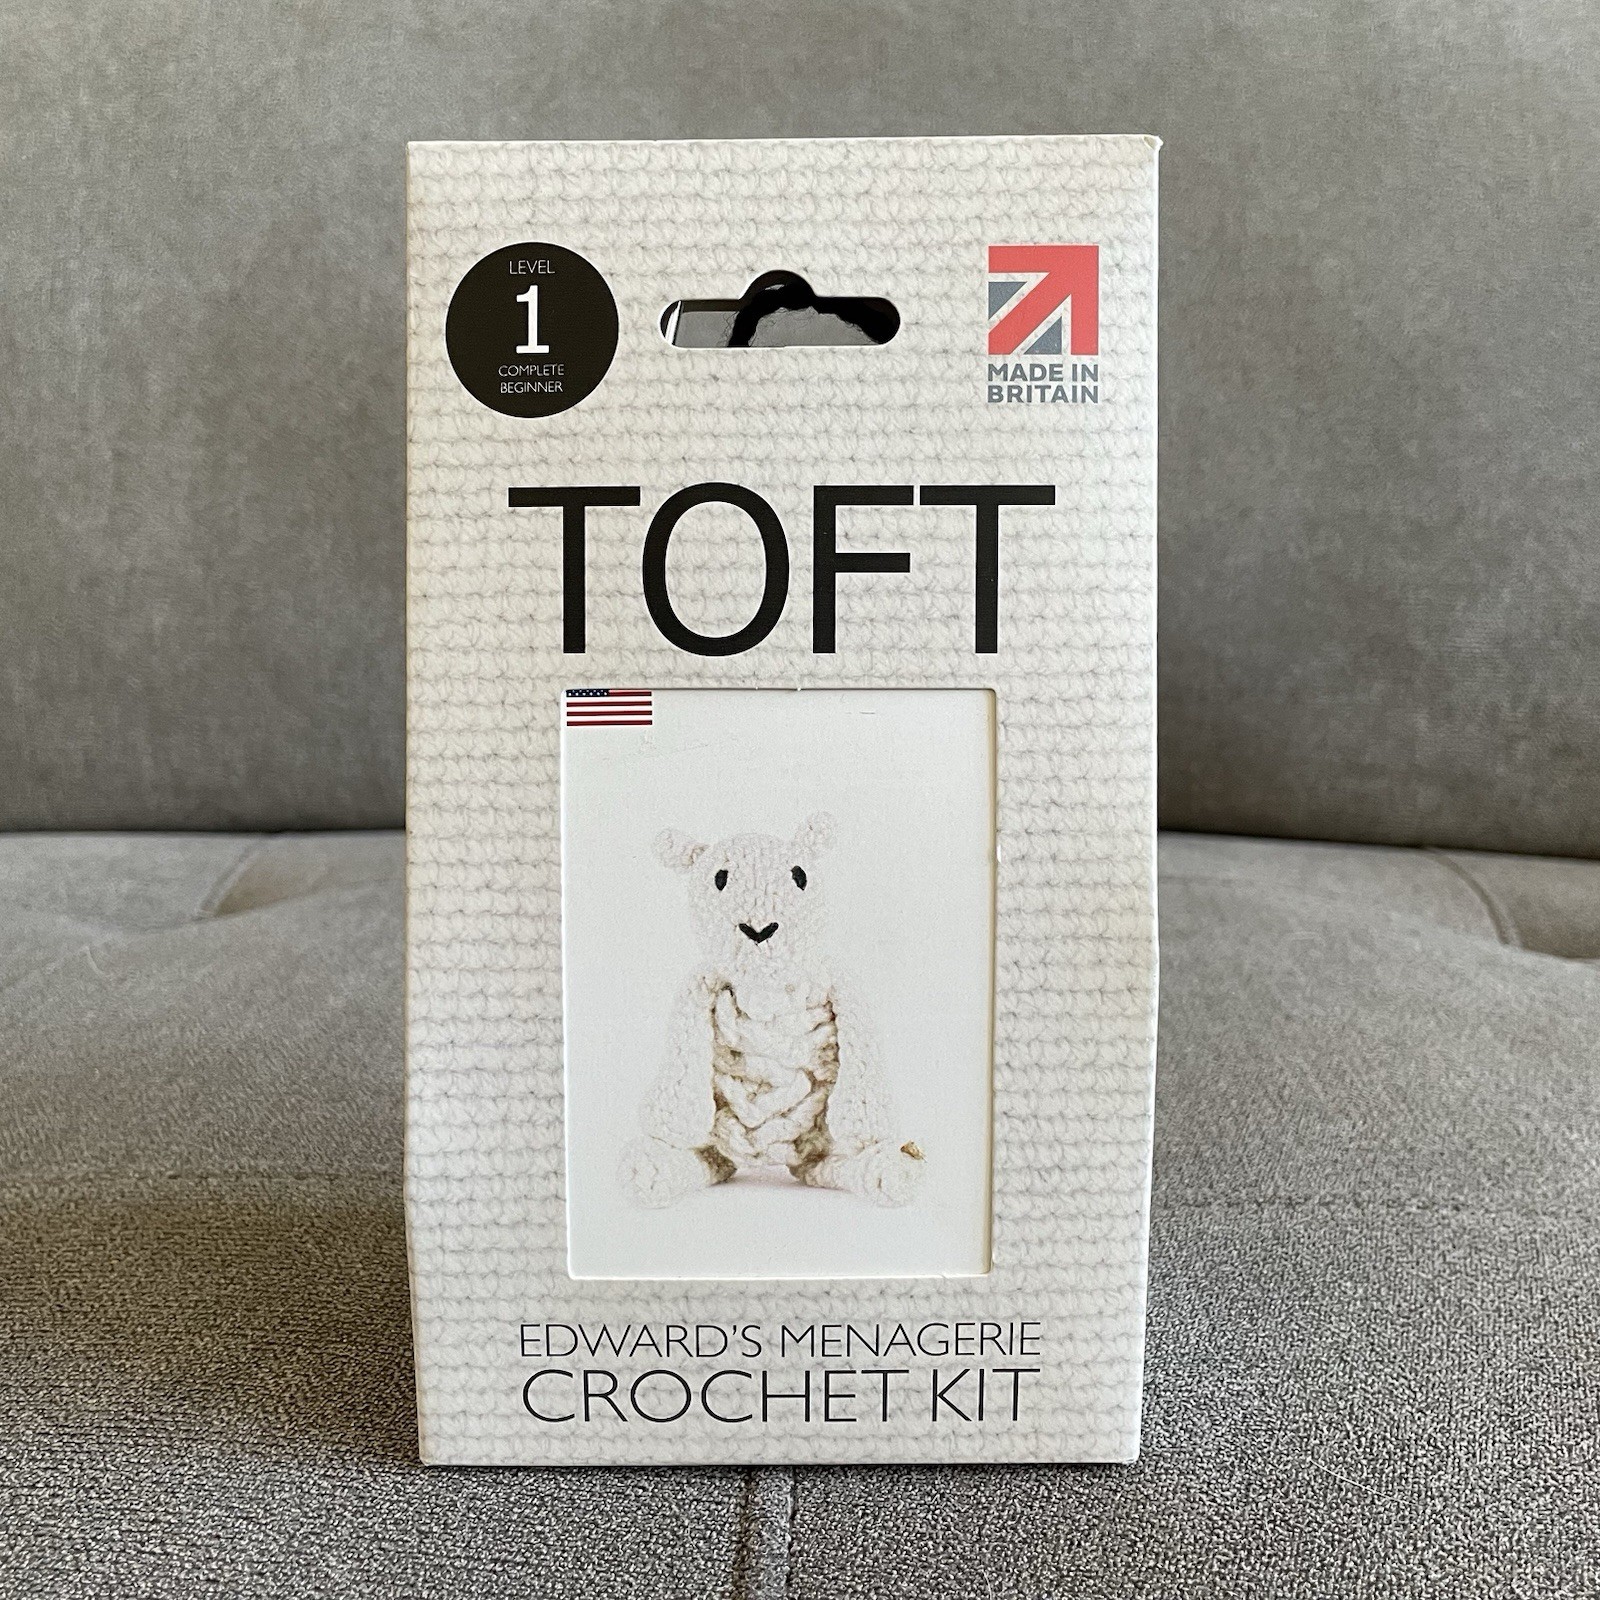 LEVEL
1
COMPLETE
BEGINNER
MADE IN
BRITAIN
TOFT
EDWARD'S MENAGERIE
CROCHET KIT